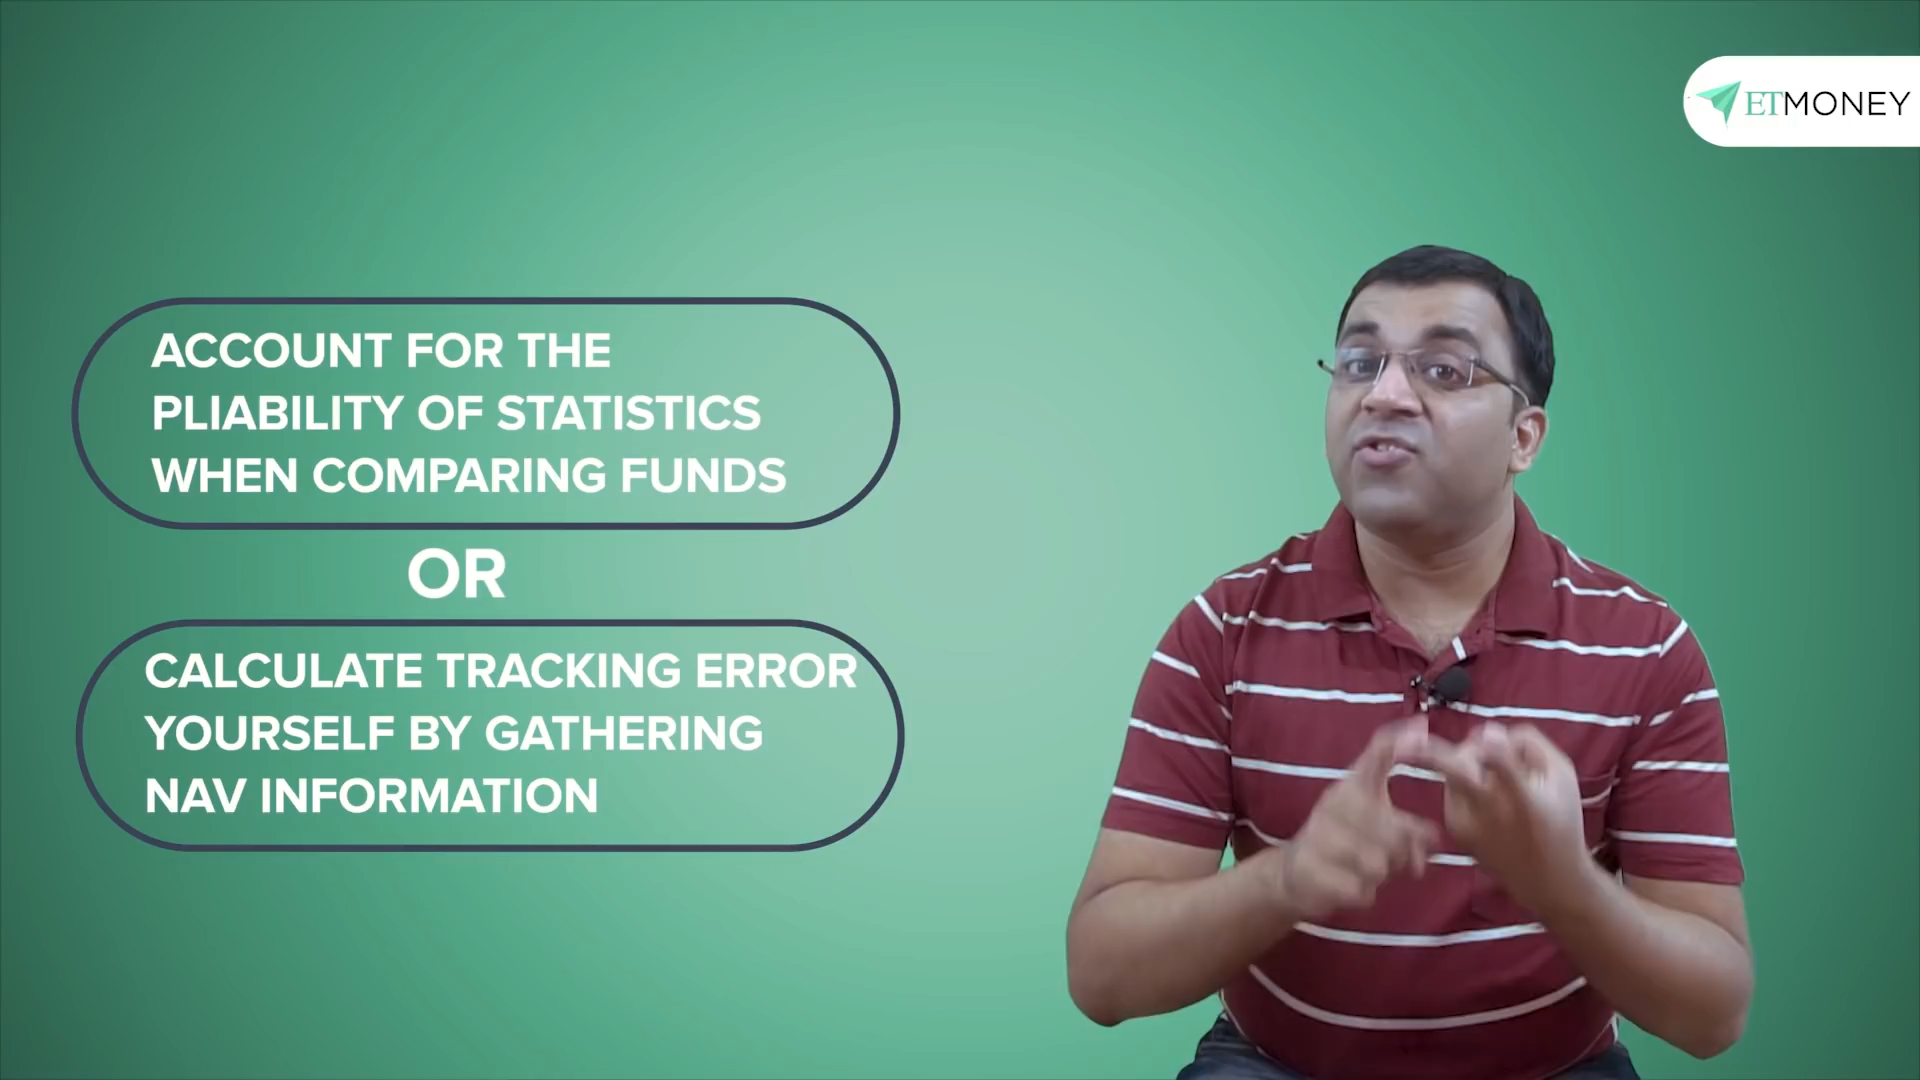 ETMONEY
ACCOUNT FOR THE
PLIABILITY OF STATISTICS
WHEN COMPARING FUNDS
OR
CALCULATE TRACKING ERROR
YOURSELF BY GATHERING
NAV INFORMATION